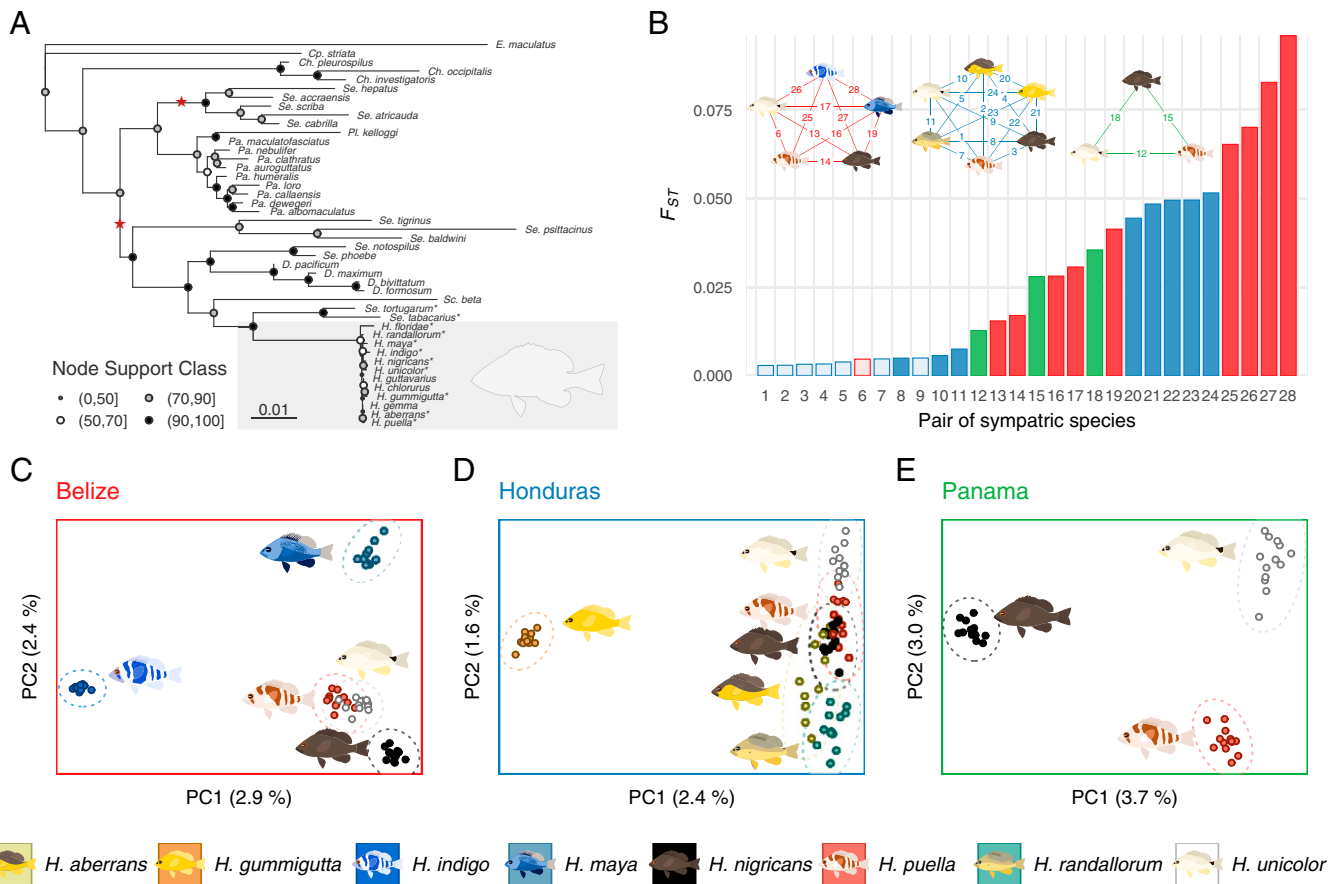 A
E. maculatus
Cp. striata
Ch. pleurospilus
Ch. occipitalis
Ch. investigatoris
Se. hepatus
Se. accraensis
Se. scriba
Se. atricauda
Se. cabrilla
Pl. kelloggi
Pa. maculatofasciatus
Pa. nebulifer
Pa. clathratus
Pa. auroguttatus
Pa. humeralis
Pa. loro
Pa. callaensis
Pa. dewegeri
Pa. albomaculatus
Se. tigrinus
Se. psittacinus
Se. baldwini
Se. notospilus
Se. phoebe
D. pacificum
D. maximum
D. bivittatum
D. formosum
Sc. beta
Se. tortugarum*
Se. tabacarius*
H. floridae*
H. randallorum*
H. maya*
H. indigo*
H. nigricans*
H. unicolor*
H. guttavarius
H. chlorurus
H. gummigutta*
H. gemma
H. aberrans*
H. puella*
Node Support Class
(0,50] (70,90]
(50,70] (90,100]
0.01
B
FST
0.075
0.050
0.025
0.000
26 28
17
25 27
6 13 16 19
14
10 20
24
5 4
2 23
11 9 22 21
1 8
7 3
18 15
12
1 2 3 4 5 6 7 8 9 10 11 12 13 14 15 16 17 18 19 20 21 22 23 24 25 26 27 28
Pair of sympatric species
C
Belize
PC2 (2.4 %)
PC1 (2.9 %)
D
Honduras
PC2 (1.6 %)
PC1 (2.4 %)
E
Panama
PC2 (3.0 %)
PC1 (3.7 %)
H. aberrans H. gummigutta H. indigo H. maya H. nigricans H. puella H. randallorum H. unicolor